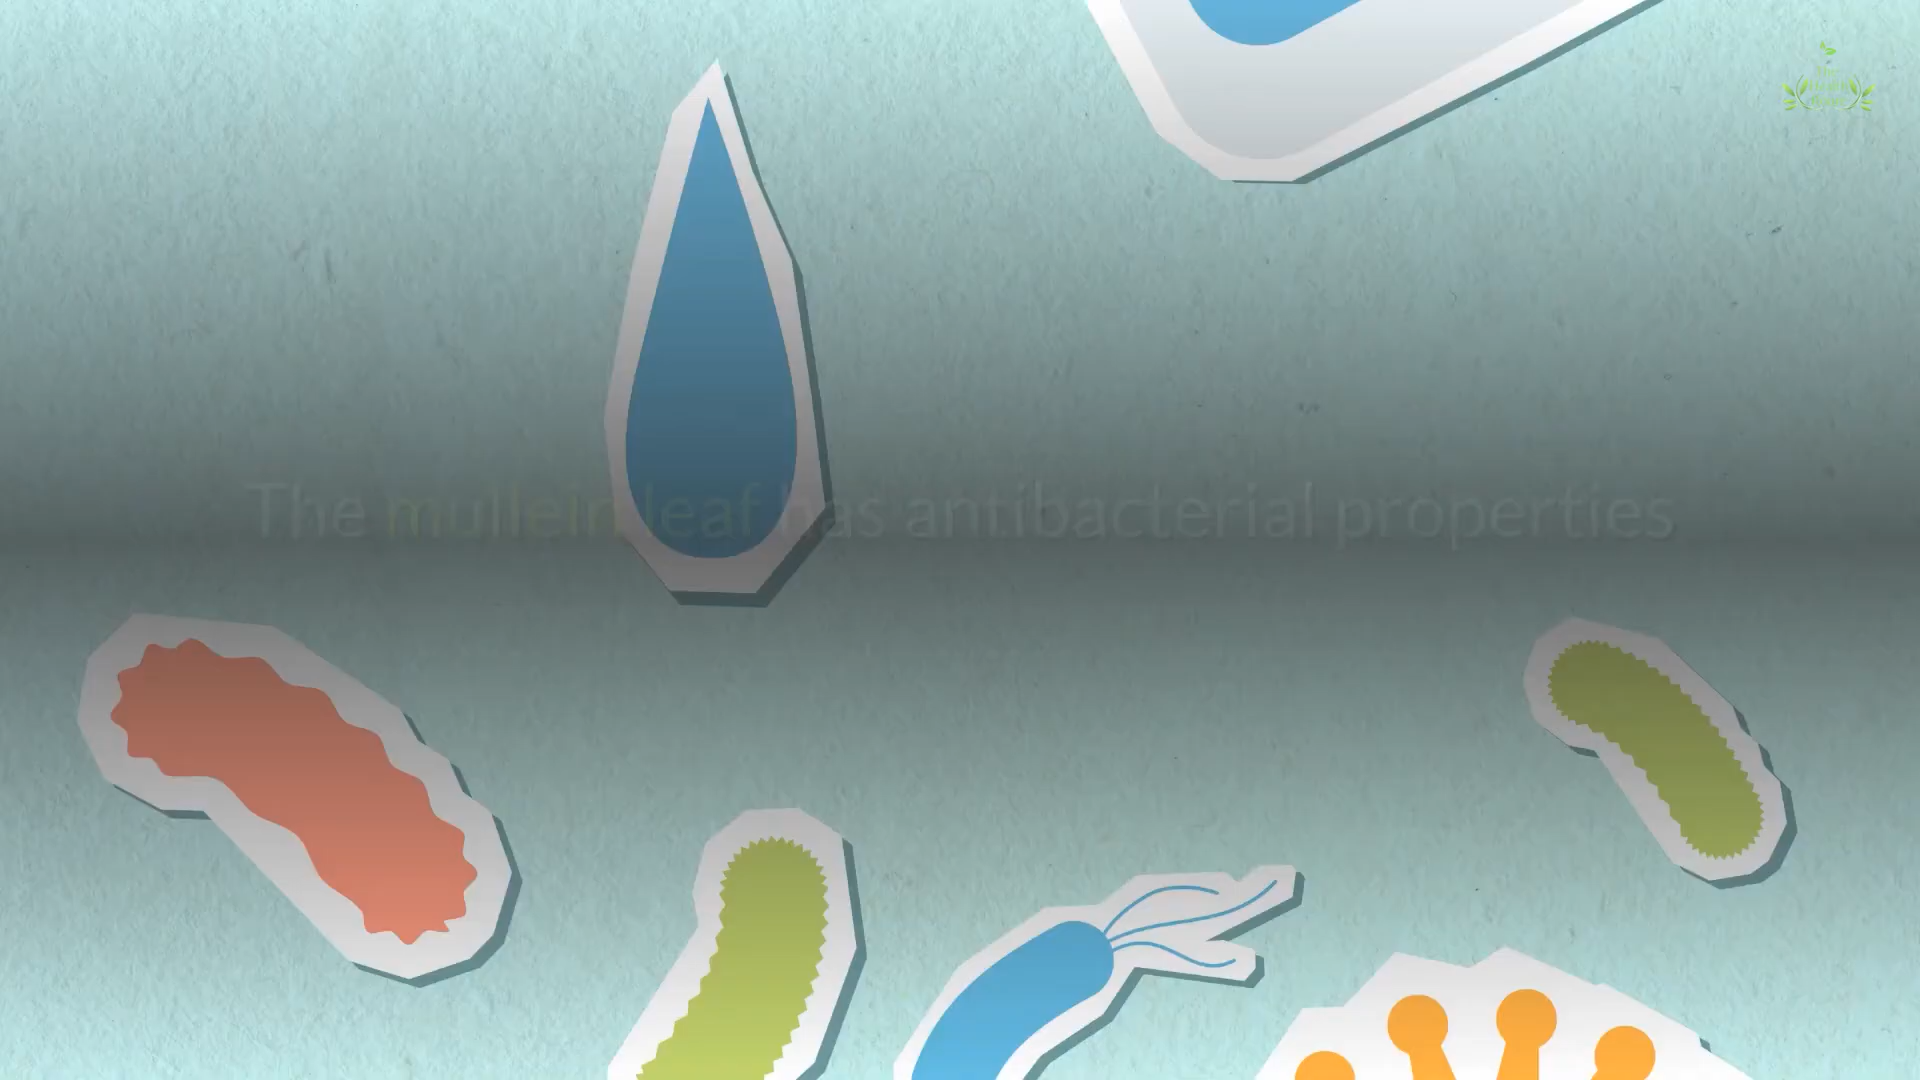 The mullein leaf has antibacterial properties